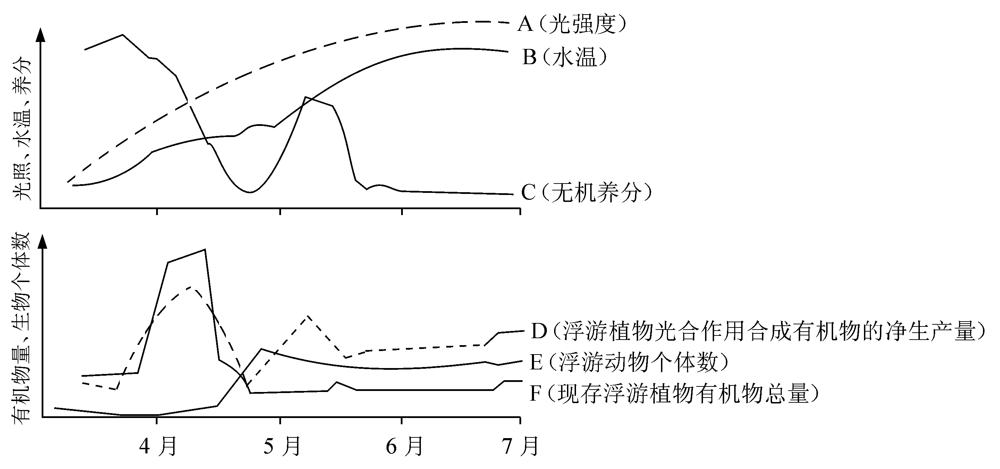 光照、水温、养分
A（光强度）
B（水温）
C（无机养分）
有机物量、生物个体数
D（浮游植物光合作用合成有机物的净生产量）
E（浮游动物个体数）
F（现存浮游植物有机物总量）
4月 5月 6月 7月